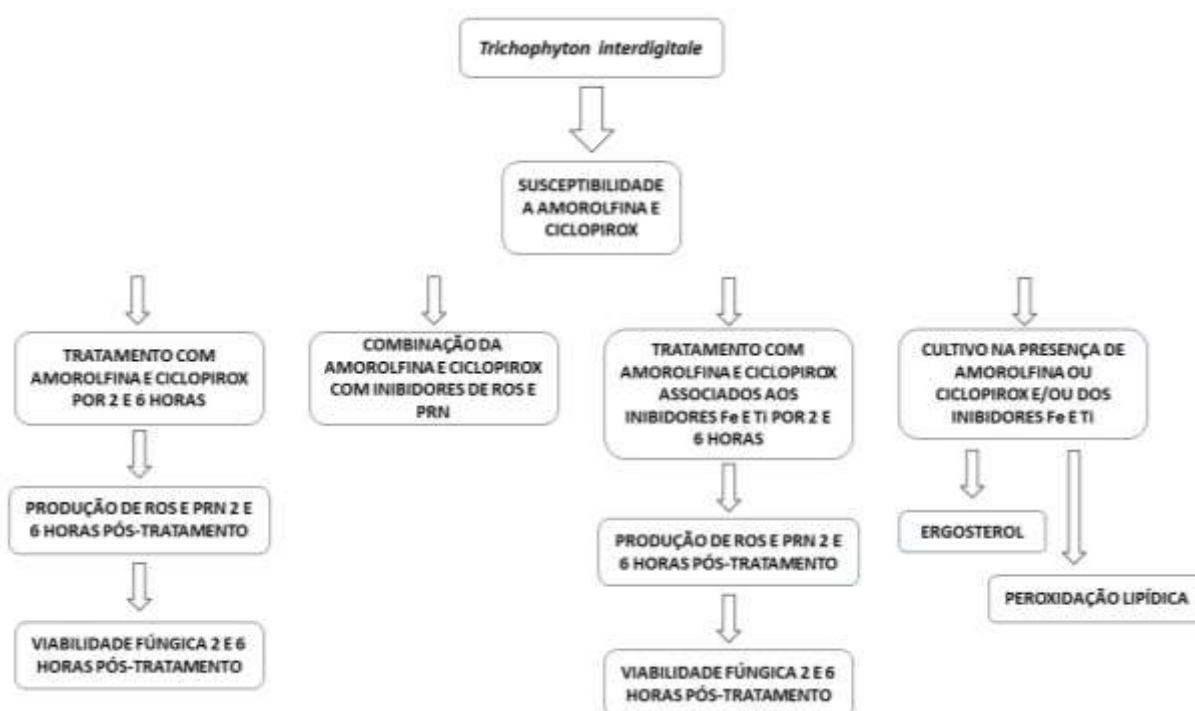 Trichophyton interdigitale
SUSCEPTIBILIDADE
A AMOROLFINA E
CICLOPIROX
TRATAMENTO COM
AMOROLFINA E CICLOPIROX
POR 2 E 6 HORAS
PRODUÇÃO DE ROS E PRN 2 E
6 HORAS PÓS-TRATAMENTO
VIABILIDADE FÚNGICA 2 E 6
HORAS PÓS-TRATAMENTO
COMBINAÇÃO DA
AMOROLFINA E CICLOPIROX
COM INIBIDORES DE ROS E
PRN
TRATAMENTO COM
AMOROLFINA E CICLOPIROX
ASSOCIADOS AOS
INIBIDORES Fe E Ti POR 2 E
6 HORAS
PRODUÇÃO DE ROS E PRN 2 E
6 HORAS PÓS-TRATAMENTO
VIABILIDADE FÚNGICA 2 E 6
HORAS PÓS-TRATAMENTO
CULTIVO NA PRESENÇA DE
AMOROLFINA OU
CICLOPIROX E/OU DOS
INIBIDORES Fe E Ti
ERGOSTEROL
PEROXIDAÇÃO LIPÍDICA